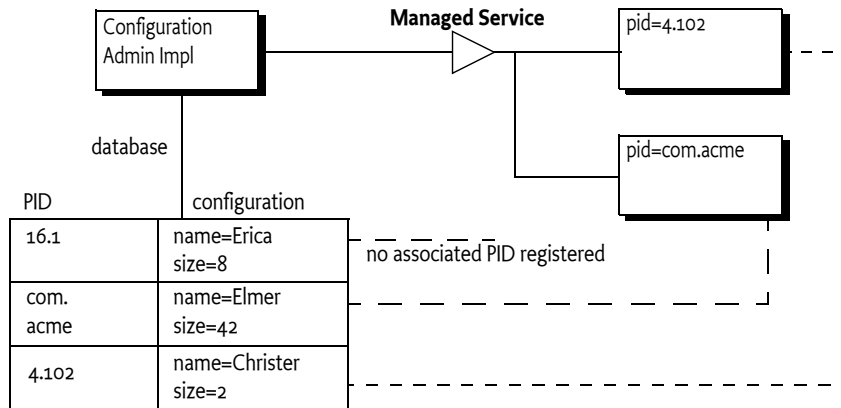 Managed Service
Configuration
Admin Impl
pid=4.102
database
pid=com.acme
PID
configuration
16.1
name=Erica
size=8
no associated PID registered
com.
acme
name=Elmer
size=42
4.102
name=Christer
size=2